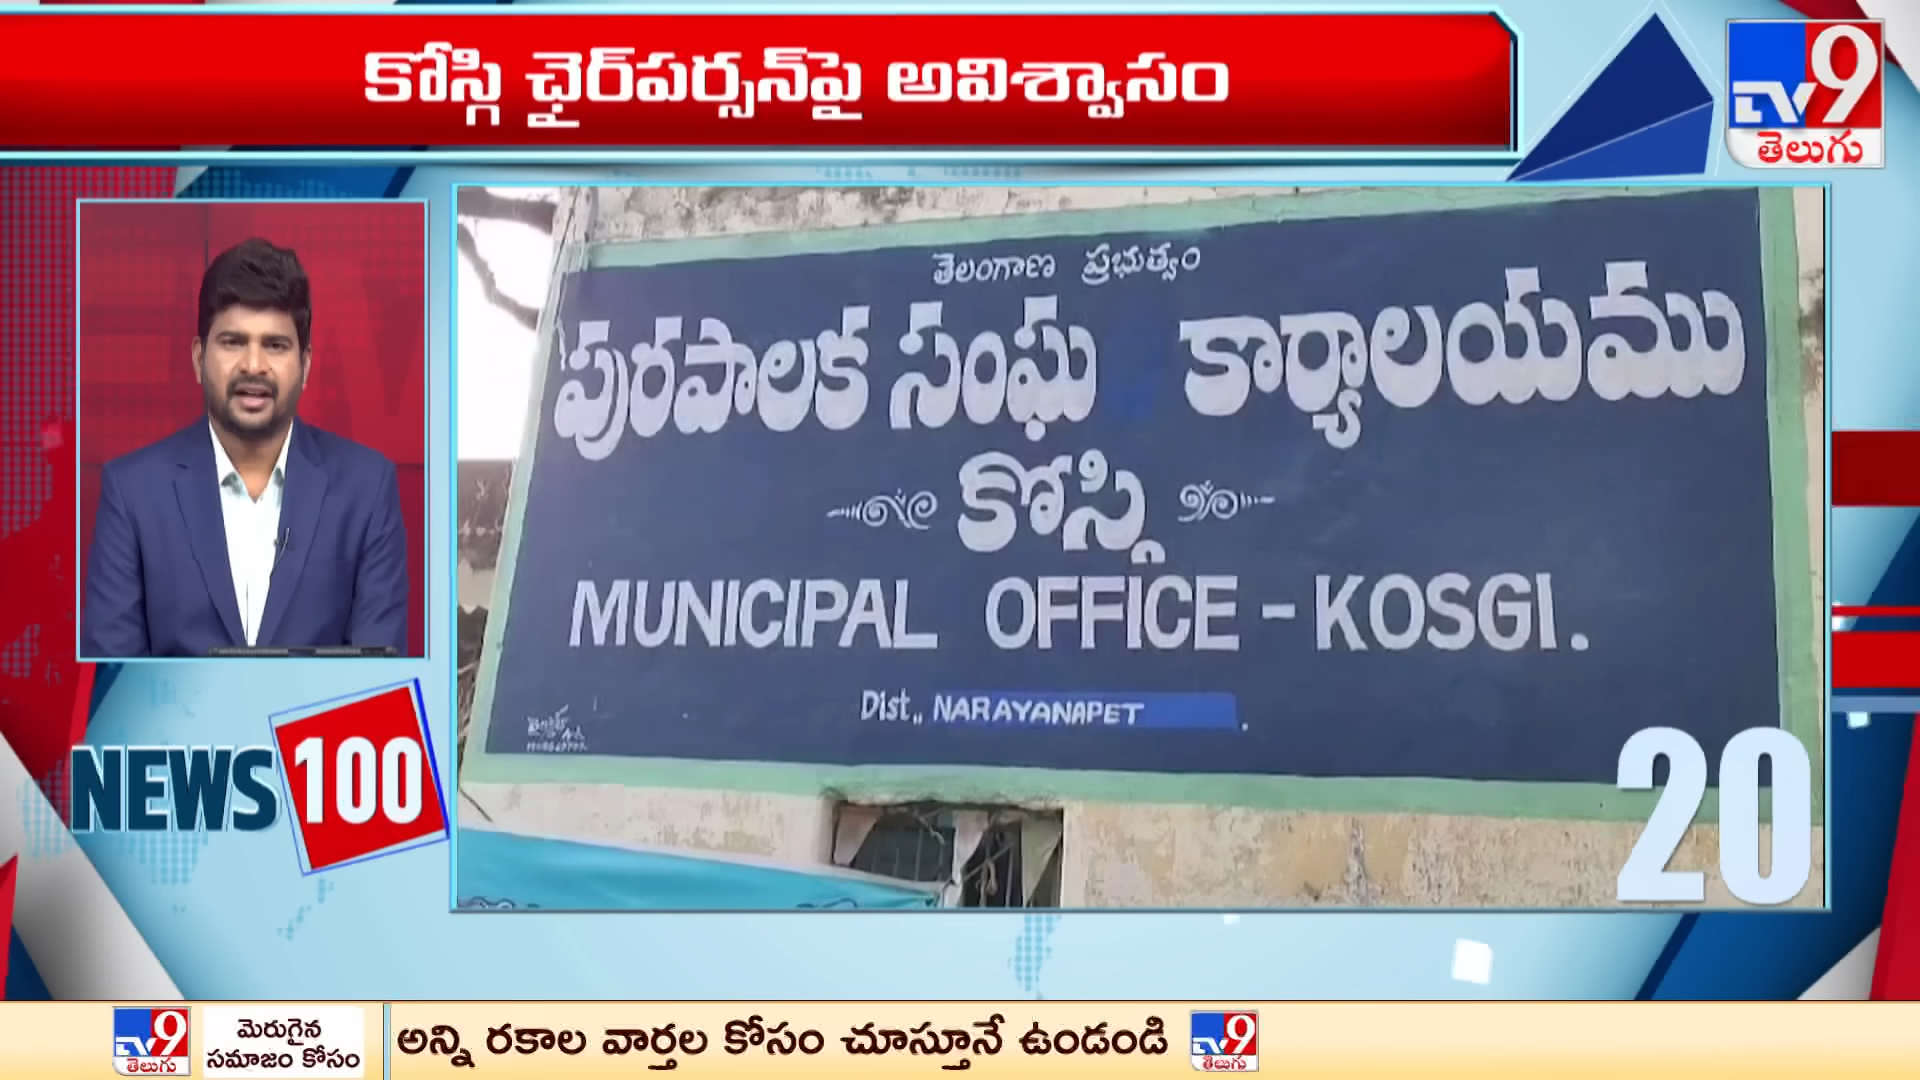 కోస్గి ఛైర్‌పర్సన్‌పై అవిశ్వాసం
TV9
తెలుగు
తెలంగాణ ప్రభుత్వం
పురపాలక సంఘ కార్యాలయము
కోస్గి
MUNICIPAL OFFICE - KOSGI.
Dist,, NARAYANAPET .
NEWS 100
20
TV9
తెలుగు
మెరుగైన
సమాజం కోసం
అన్ని రకాల వార్తల కోసం చూస్తూనే ఉండండి
TV9
తెలుగు